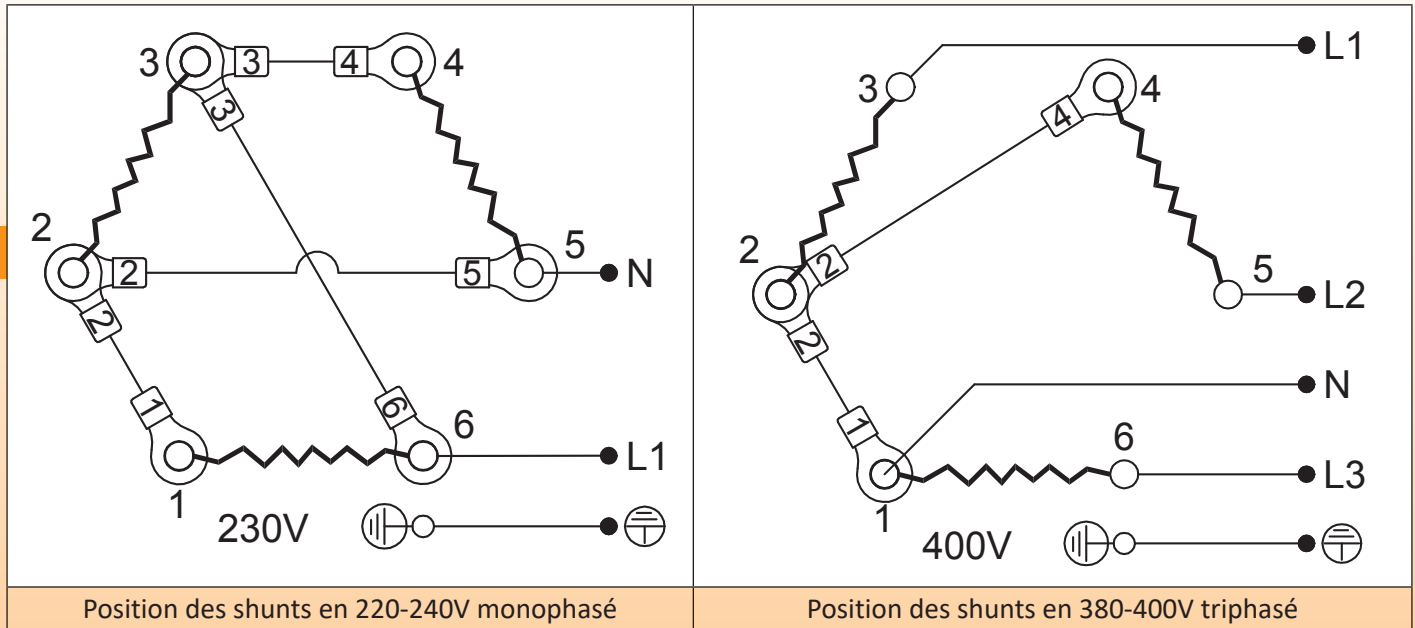 3 3 4 4
3
2
2 5 5 N
2
1 6
6 L1
1
230V
L1
3
4
4
2
2
5 L2
2
N
1
6
L3
1
400V
Position des shunts en 220-240V monophasé
Position des shunts en 380-400V triphasé